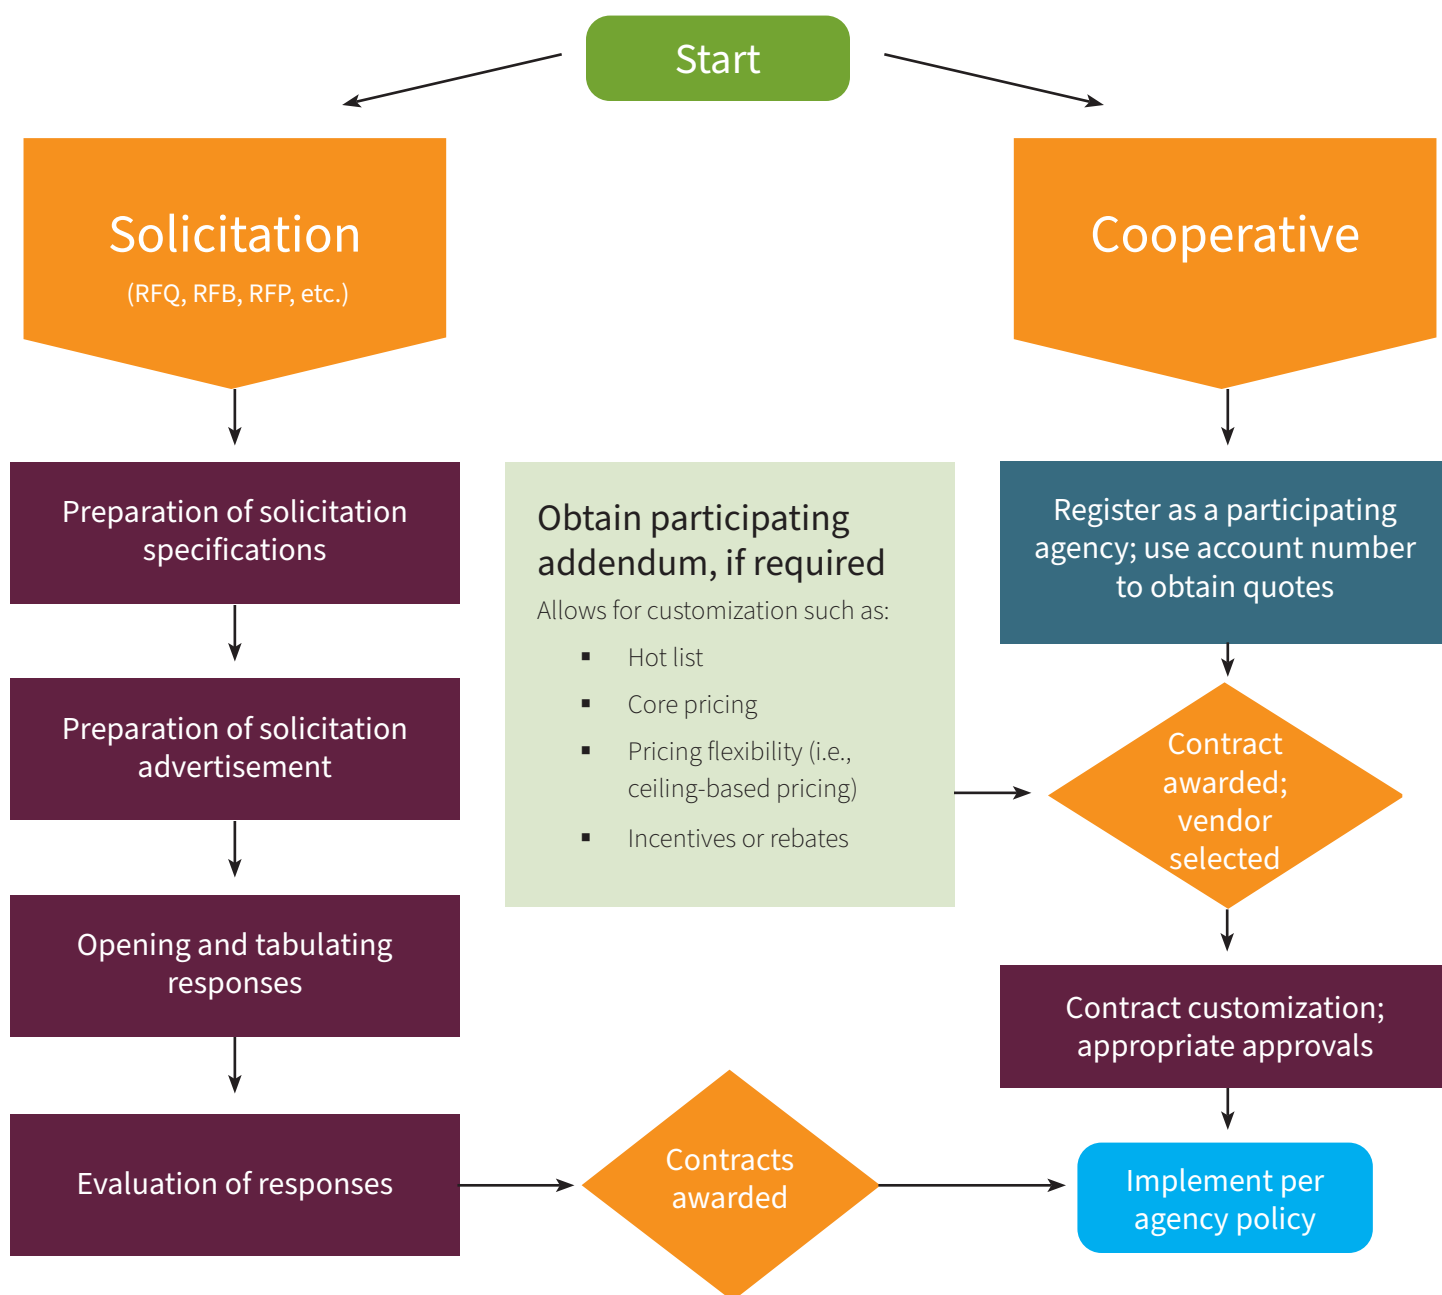 Start
Solicitation
(RFQ, RFB, RFP, etc.)
Cooperative
Preparation of solicitation
specifications
Preparation of solicitation
advertisement
Opening and tabulating
responses
Evaluation of responses
Contracts
awarded
Obtain participating
addendum, if required
Allows for customization such as:
▪ Hot list
▪ Core pricing
▪ Pricing flexibility (i.e.,
ceiling-based pricing)
▪ Incentives or rebates
Register as a participating
agency; use account number
to obtain quotes
Contract
awarded;
vendor
selected
Contract customization;
appropriate approvals
Implement per
agency policy